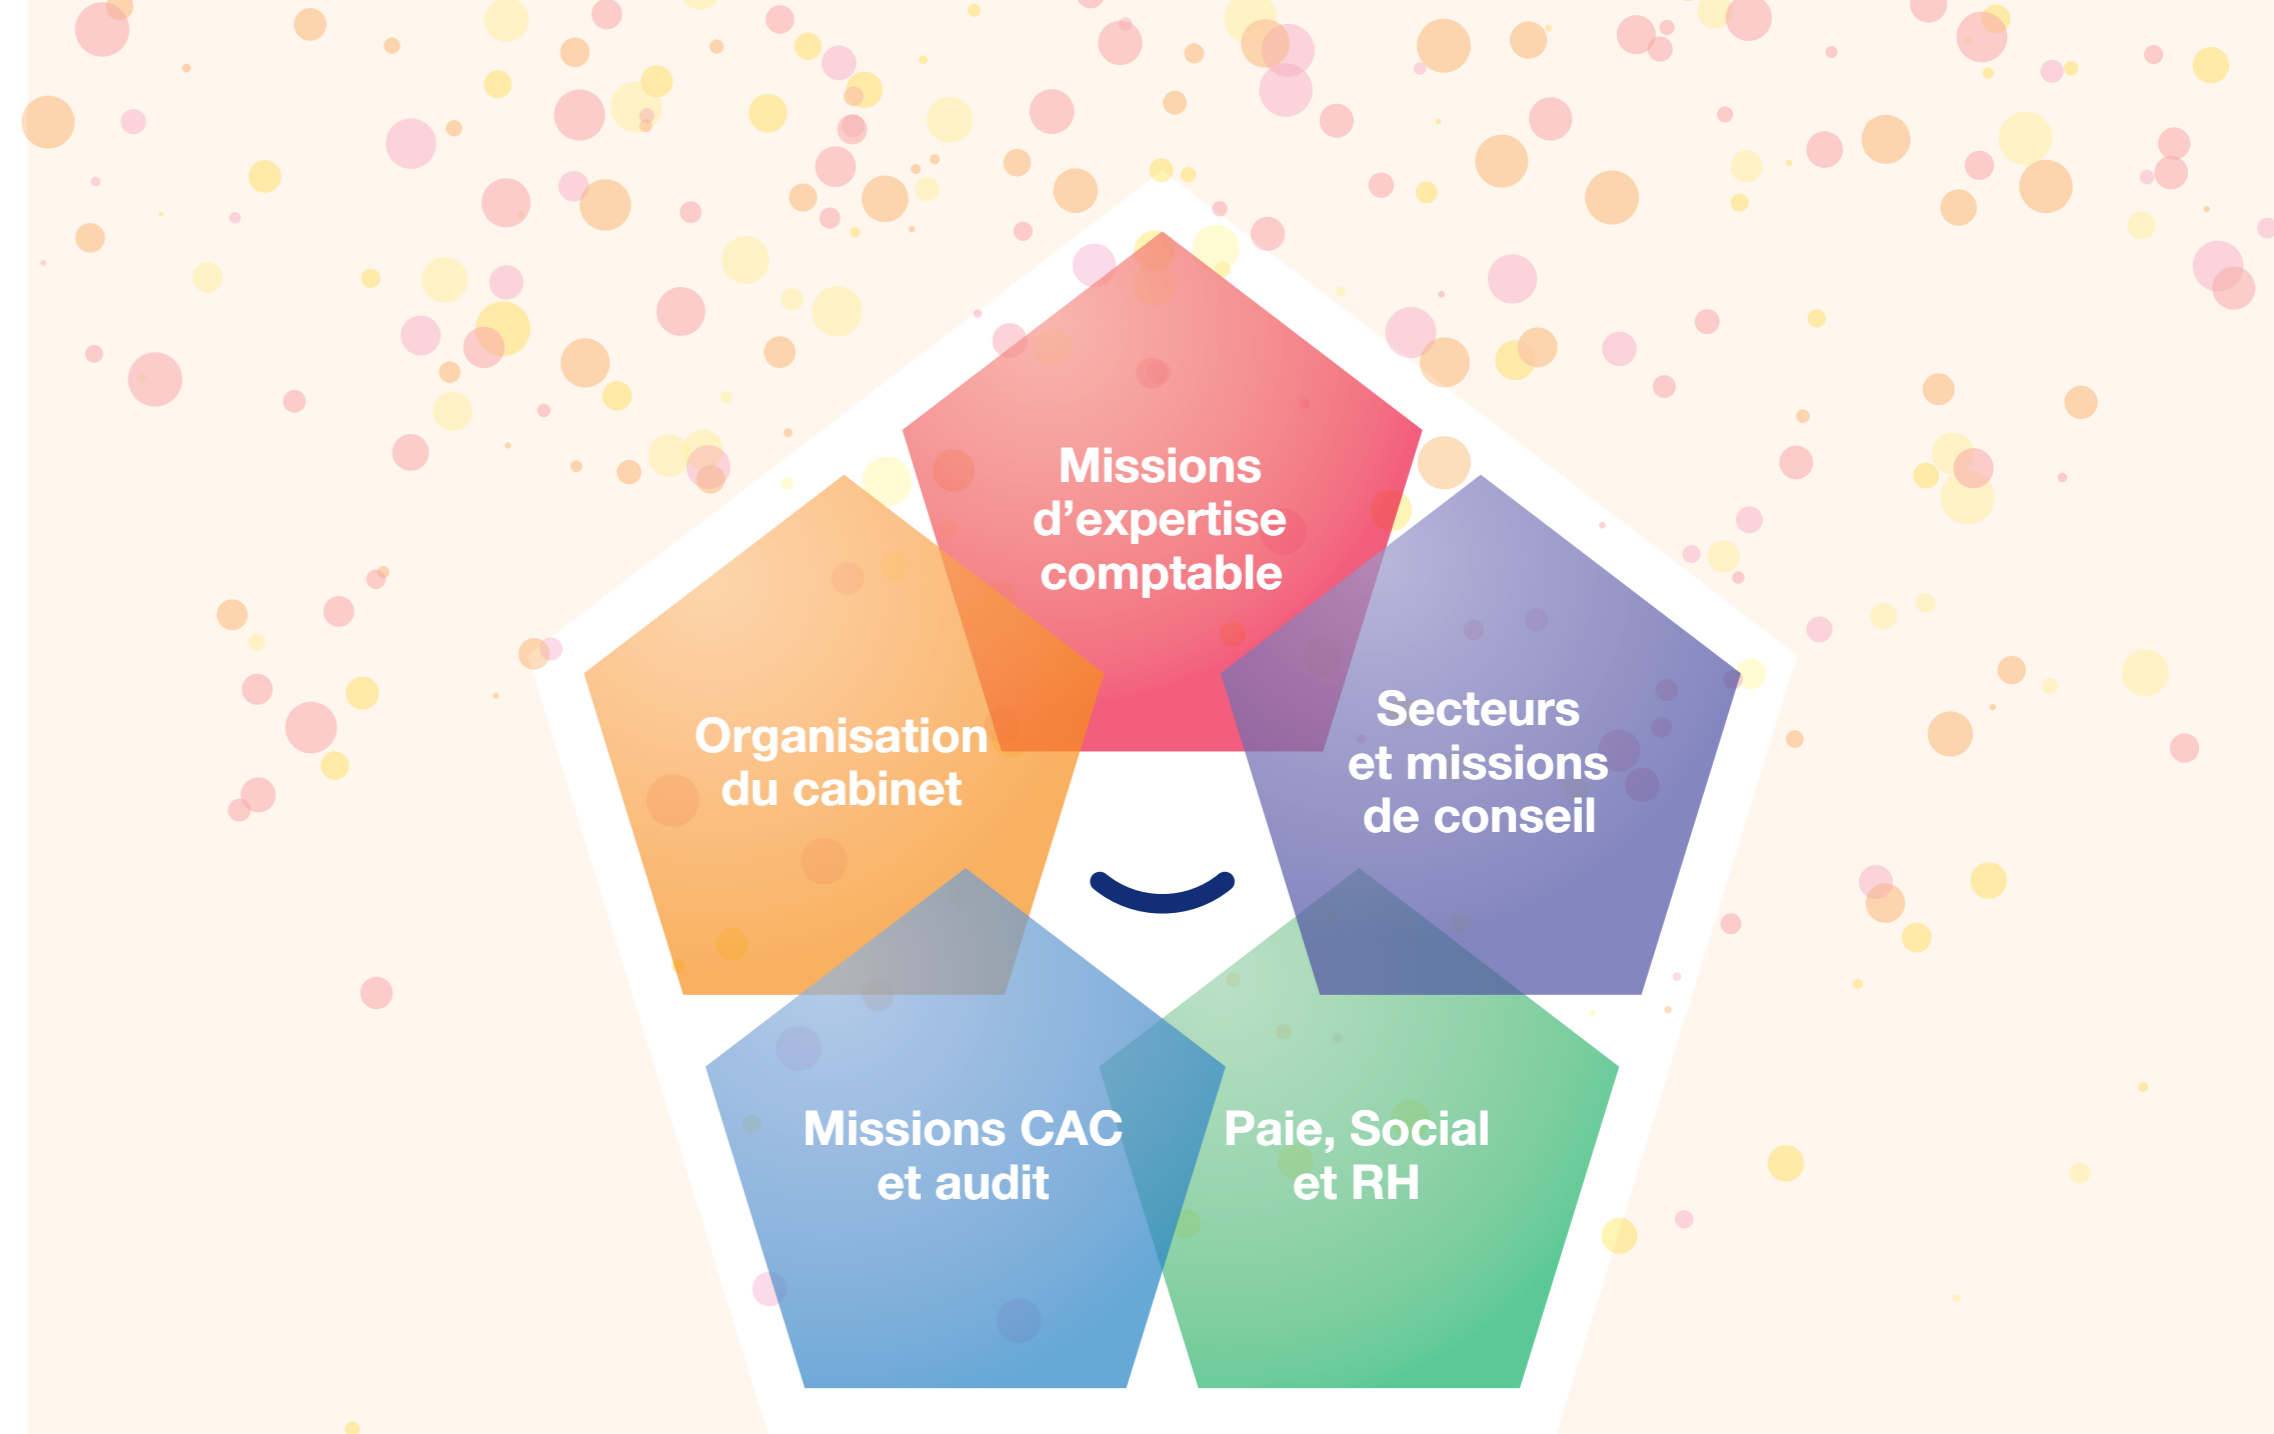 Missions
d’expertise
comptable
Organisation
du cabinet
Secteurs
et missions
de conseil
Missions CAC
et audit
Paie, Social
et RH